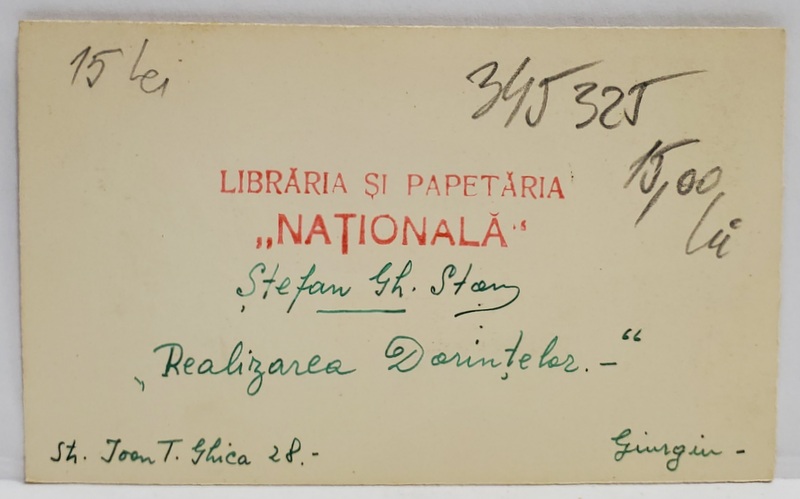 15 Lei
345 325
15,00
lei
LIBRĂRIA ȘI PAPETĂRIA
„NAȚIONALĂ“
Ștefan Gh. Stan
„Realizarea Dorințelor.-“
Str. Ioan T. Ghica 28.-
Giurgiu -